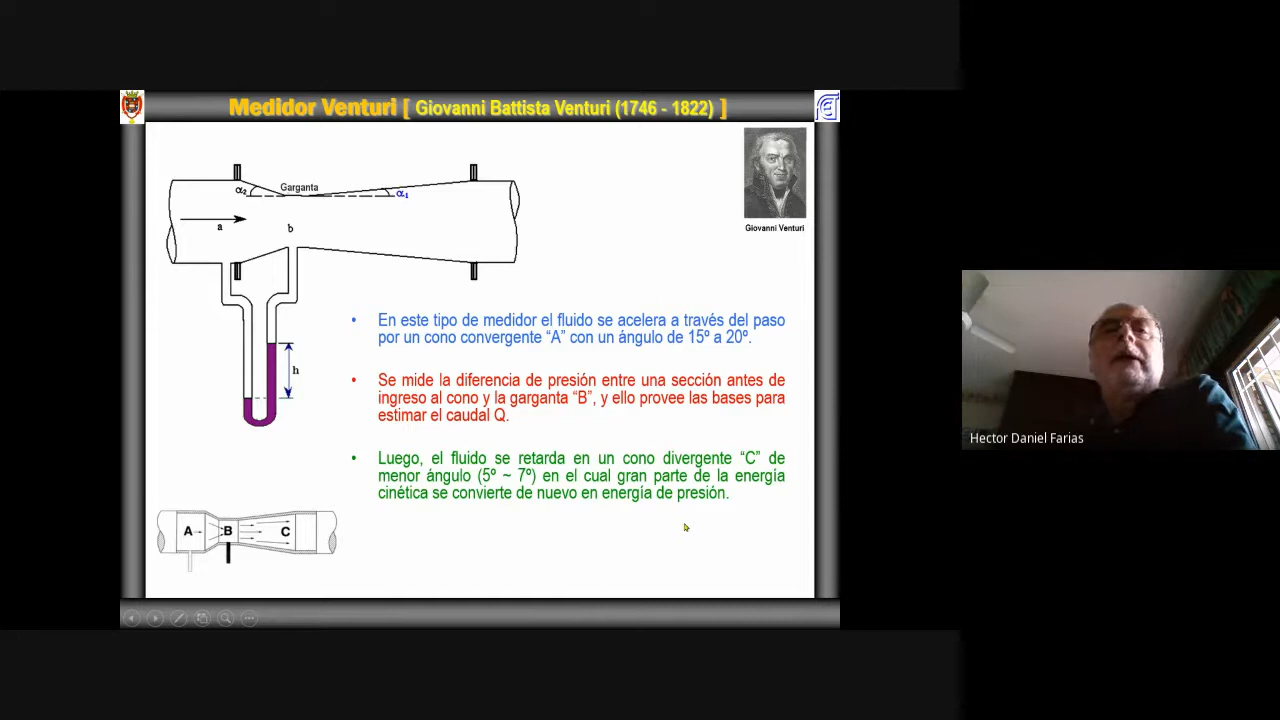 Medidor Venturi [ Giovanni Battista Venturi (1746 - 1822) ]
Giovanni Venturi
α₂
Garganta
α₁
a
b
h
• En este tipo de medidor el fluido se acelera a través del paso
por un cono convergente “A” con un ángulo de 15º a 20º.
• Se mide la diferencia de presión entre una sección antes de
ingreso al cono y la garganta “B”, y ello provee las bases para
estimar el caudal Q.
• Luego, el fluido se retarda en un cono divergente “C” de
menor ángulo (5º ~ 7º) en el cual gran parte de la energía
cinética se convierte de nuevo en energía de presión.
A
B
C
Hector Daniel Farias